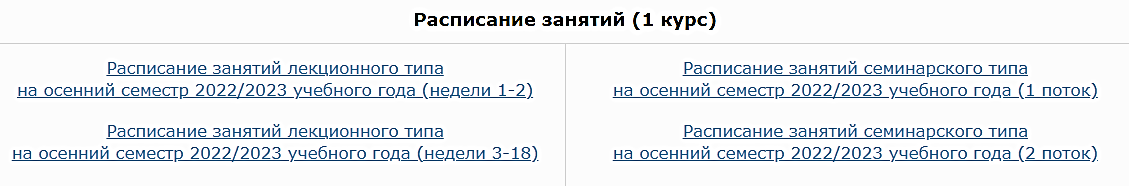 Расписание занятий (1 курс)
Расписание занятий лекционного типа
на осенний семестр 2022/2023 учебного года (недели 1-2)
Расписание занятий лекционного типа
на осенний семестр 2022/2023 учебного года (недели 3-18)
Расписание занятий семинарского типа
на осенний семестр 2022/2023 учебного года (1 поток)
Расписание занятий семинарского типа
на осенний семестр 2022/2023 учебного года (2 поток)